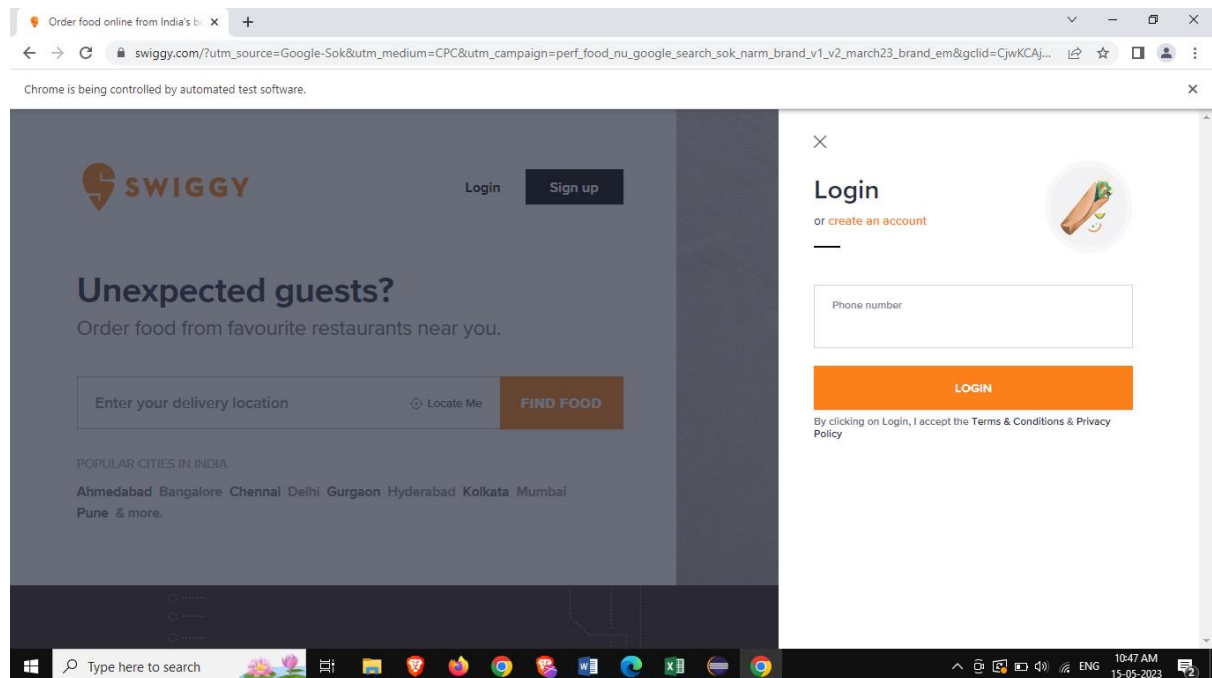 Order food online from India's b
swiggy.com/?utm_source=Google-Sok&utm_medium=CPC&utm_campaign=perf_food_nu_google_search_sok_narm_brand_v1_v2_march23_brand_em&gclid=CjwKCAj...
Chrome is being controlled by automated test software.
SWIGGY
Login
Sign up
Unexpected guests?
Order food from favourite restaurants near you.
Enter your delivery location
Locate Me
FIND FOOD
POPULAR CITIES IN INDIA
Ahmedabad Bangalore Chennai Delhi Gurgaon Hyderabad Kolkata Mumbai
Pune & more.
Login
or create an account
Phone number
LOGIN
By clicking on Login, I accept the Terms & Conditions & Privacy
Policy
Type here to search
ENG
10:47 AM
15-05-2023
2